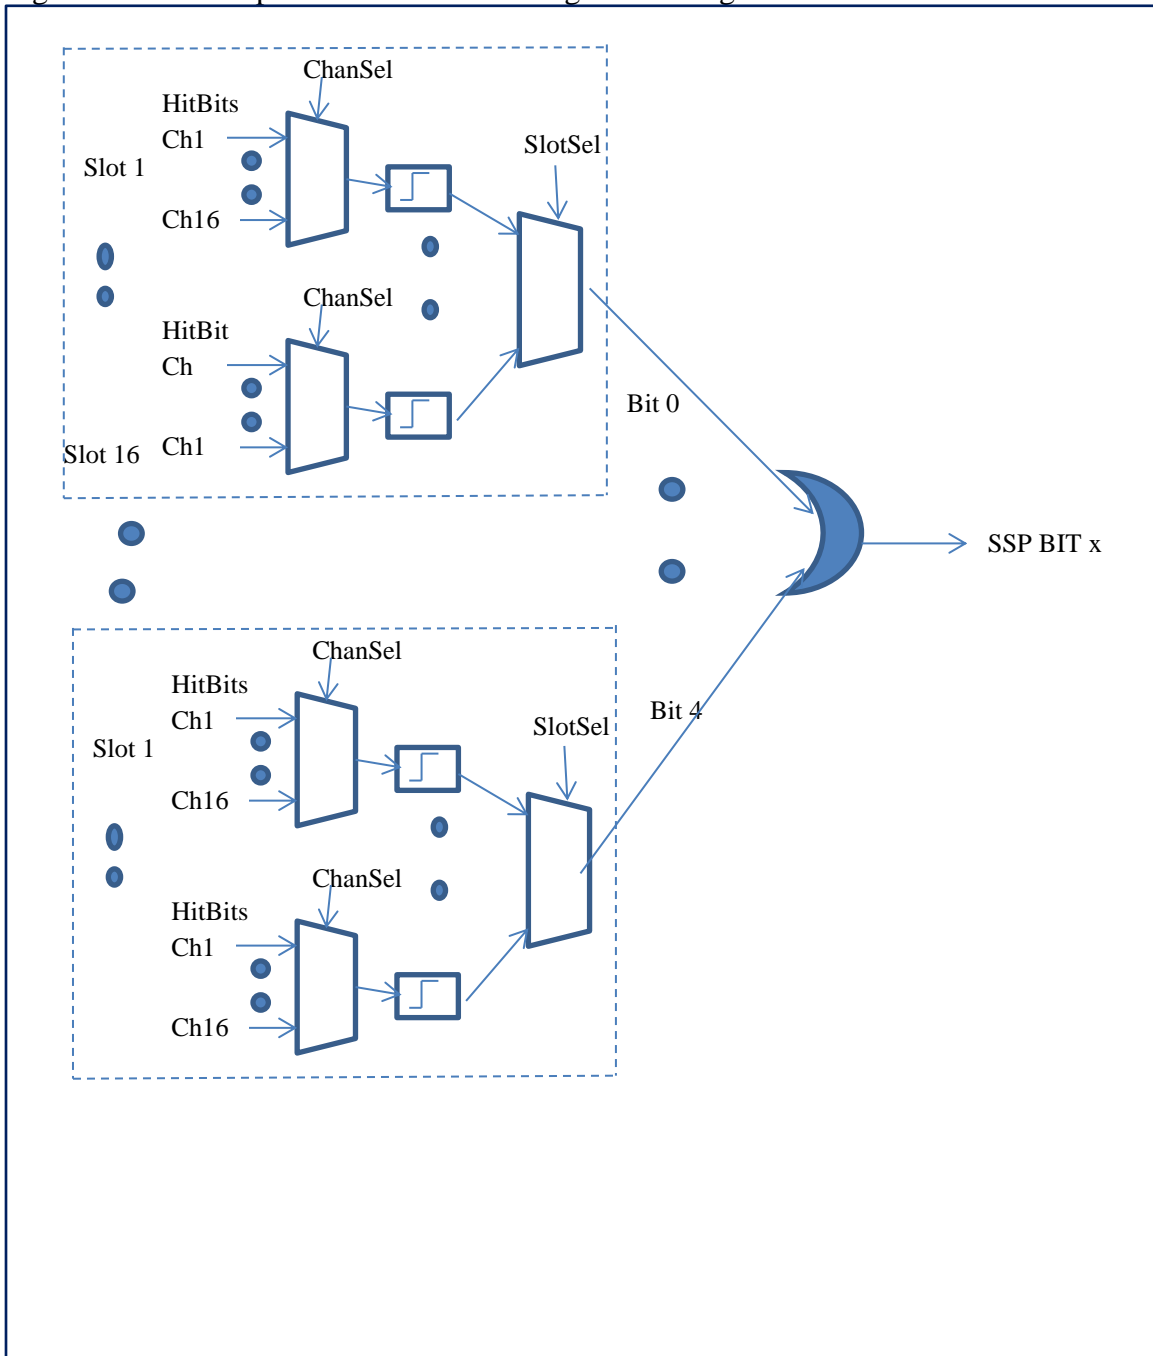 ChanSel
HitBits
Ch1
SlotSel
Slot 1
Ch16
ChanSel
HitBit
Ch
Bit 0
Ch1
Slot 16
SSP BIT x
ChanSel
HitBits
Ch1
Bit 4
SlotSel
Slot 1
Ch16
ChanSel
HitBits
Ch1
Ch16